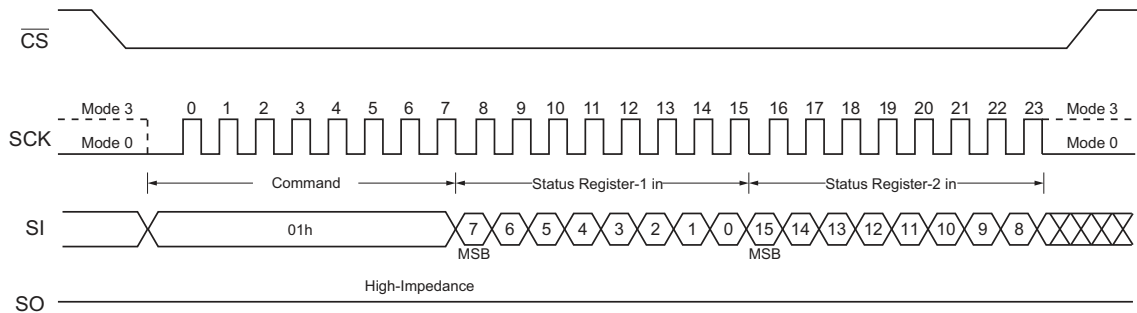 CS
Mode 3 0 1 2 3 4 5 6 7 8 9 10 11 12 13 14 15 16 17 18 19 20 21 22 23 Mode 3
SCK Mode 0 Mode 0
Command Status Register-1 in Status Register-2 in
SI 01h 7 6 5 4 3 2 1 0 15 14 13 12 11 10 9 8
MSB MSB
High-Impedance
SO